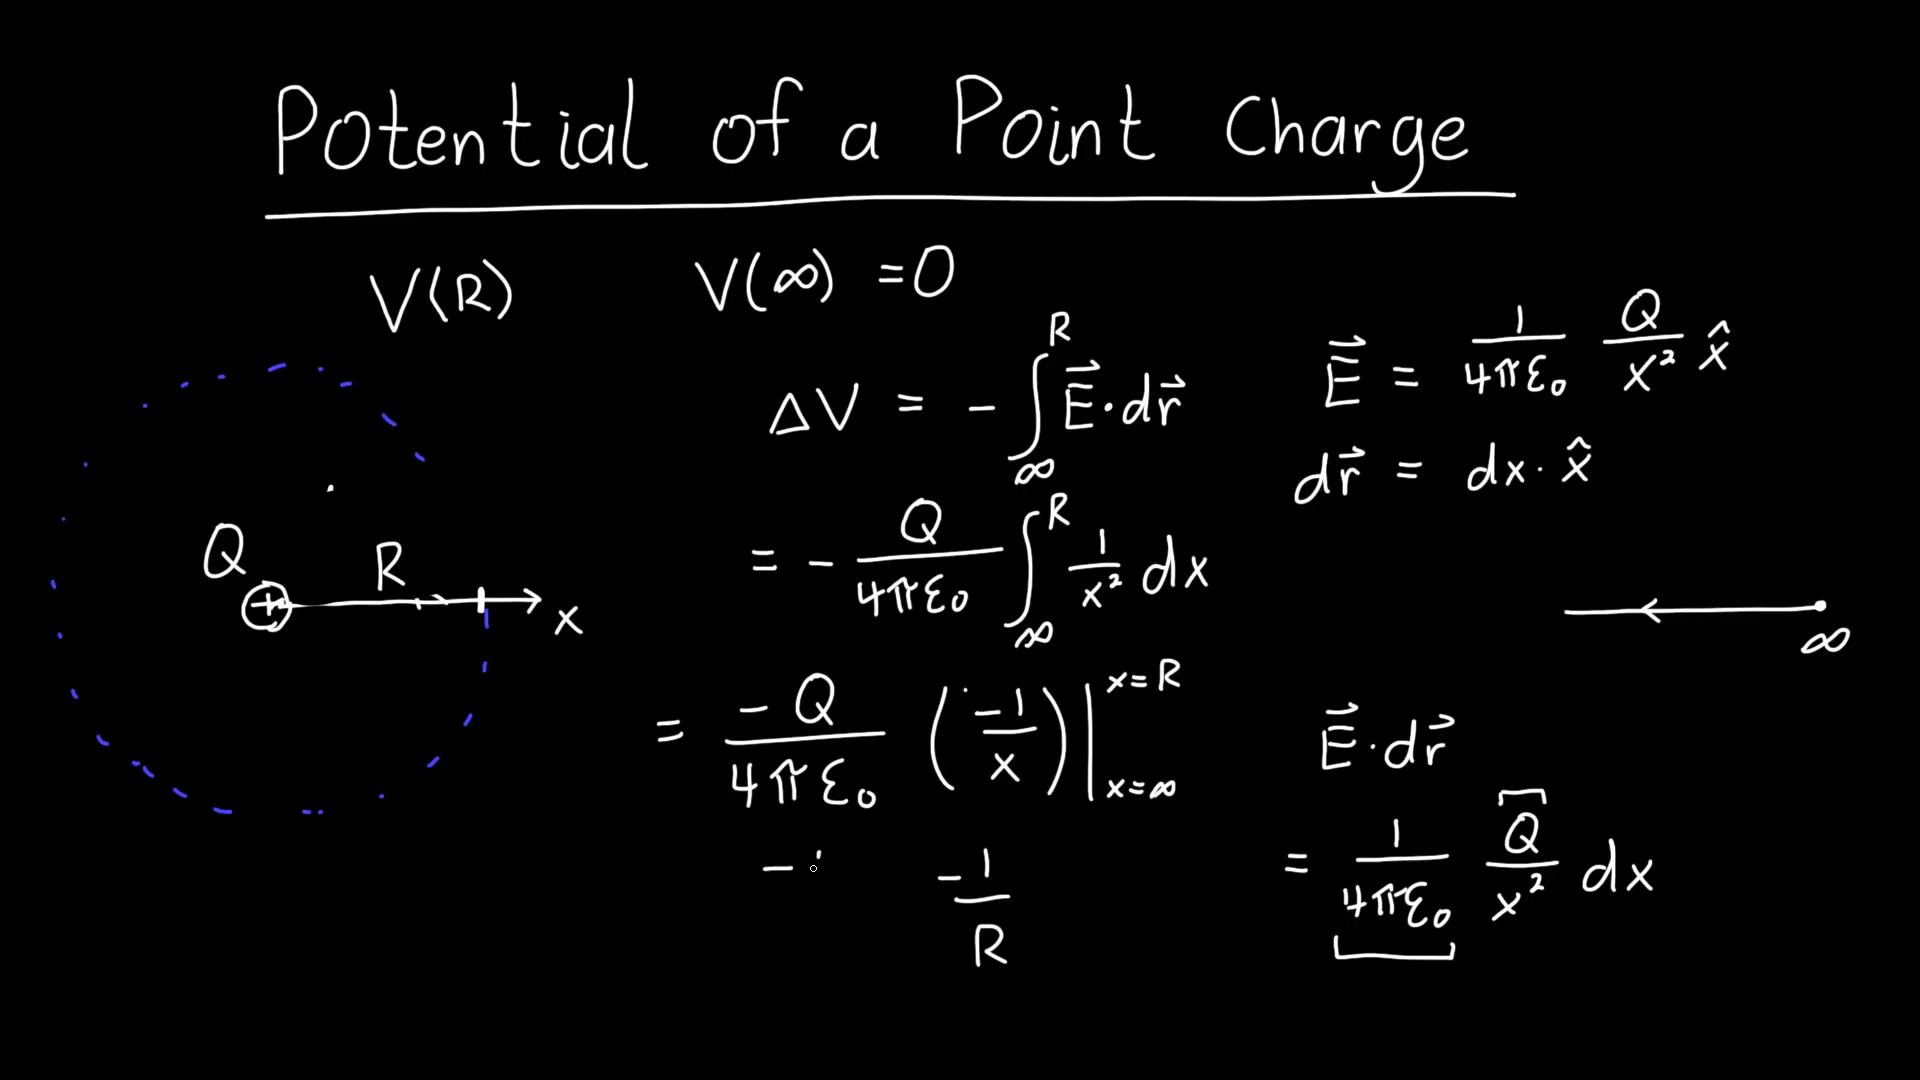 Potential of a Point Charge
V(R)
V(∞) = 0
ΔV = - ∫_∞^R E⃗ · dr⃗
E⃗ = 1/(4πε₀) Q/x² x̂
dr⃗ = dx · x̂
= - Q/(4πε₀) ∫_∞^R 1/x² dx
Q
R
+
x
∞
= -Q/(4πε₀) (-1/x) |_{x=∞}^{x=R}
- -1/R
E⃗ · dr⃗
= 1/(4πε₀) Q/x² dx